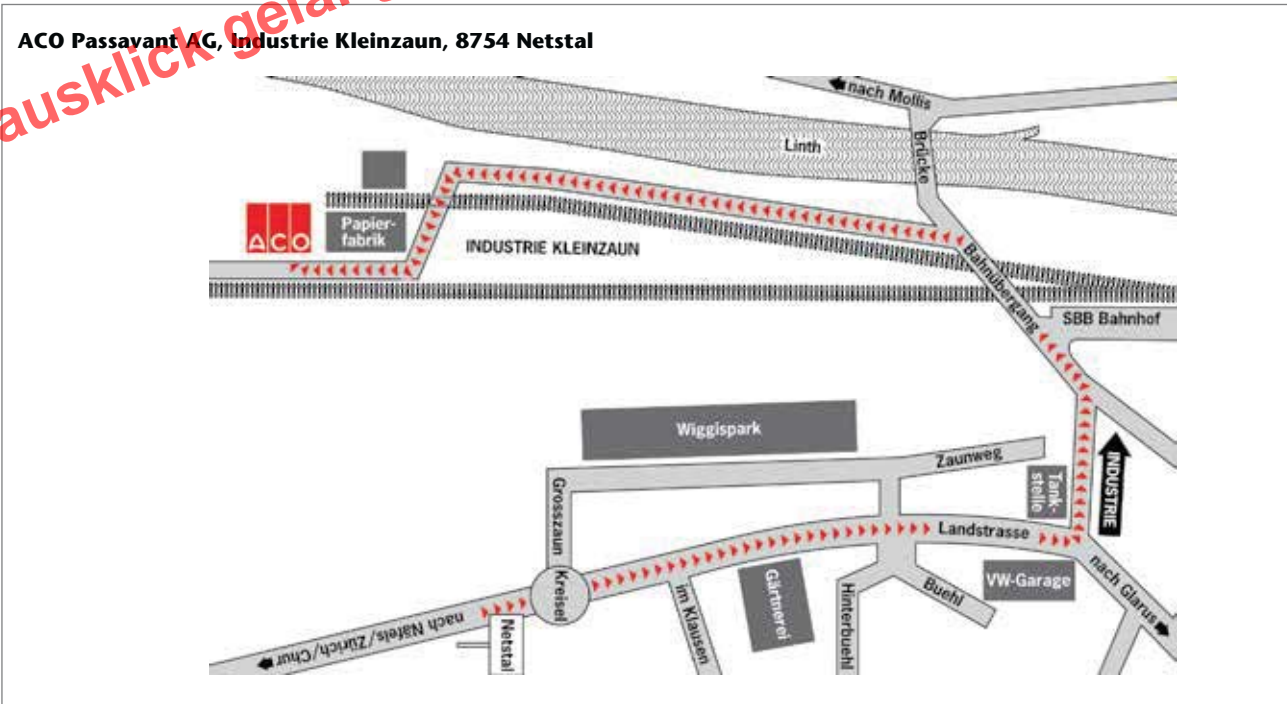 ausklick
ACO Passavant AG, Industrie Kleinzaun, 8754 Netstal
nach Mollis
Linth
Brücke
ACO
Papier-
fabrik
INDUSTRIE KLEINZAUN
Bahnübergang
SBB Bahnhof
Wiggispark
Zaunweg
Grosszaun
Tank-
stelle
INDUSTRIE
Landstrasse
Kreisel
VW-Garage
nach Glarus
Gärtnerei
im Klausen
Hinterbuehl
Buehl
nach Näfels/Zürich/Chur
Netstal